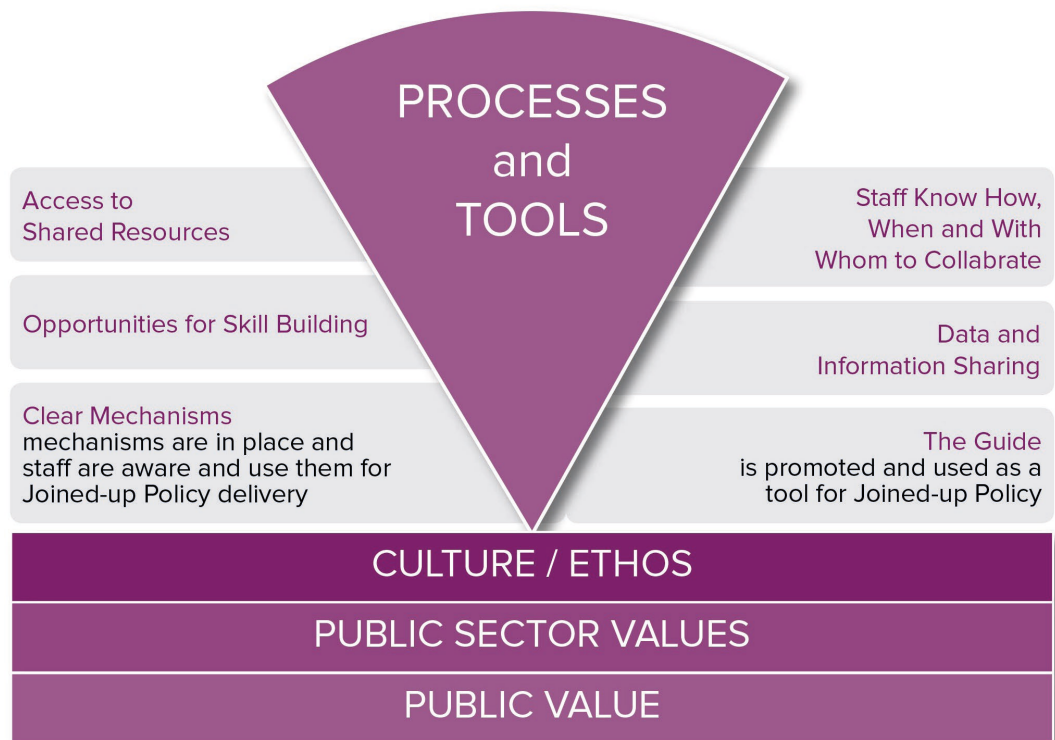 PROCESSES
and
TOOLS
Access to
Shared Resources
Opportunities for Skill Building
Clear Mechanisms
mechanisms are in place and
staff are aware and use them for
Joined-up Policy delivery
Staff Know How,
When and With
Whom to Collabrate
Data and
Information Sharing
The Guide
is promoted and used as a
tool for Joined-up Policy
CULTURE / ETHOS
PUBLIC SECTOR VALUES
PUBLIC VALUE